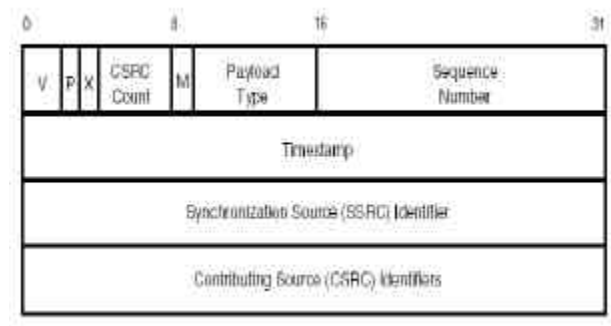 0 8 16 31
V P X CSRC Count M Payload Type Sequence Number
Timestamp
Synchronization Source (SSRC) Identifier
Contributing Source (CSRC) Identifiers